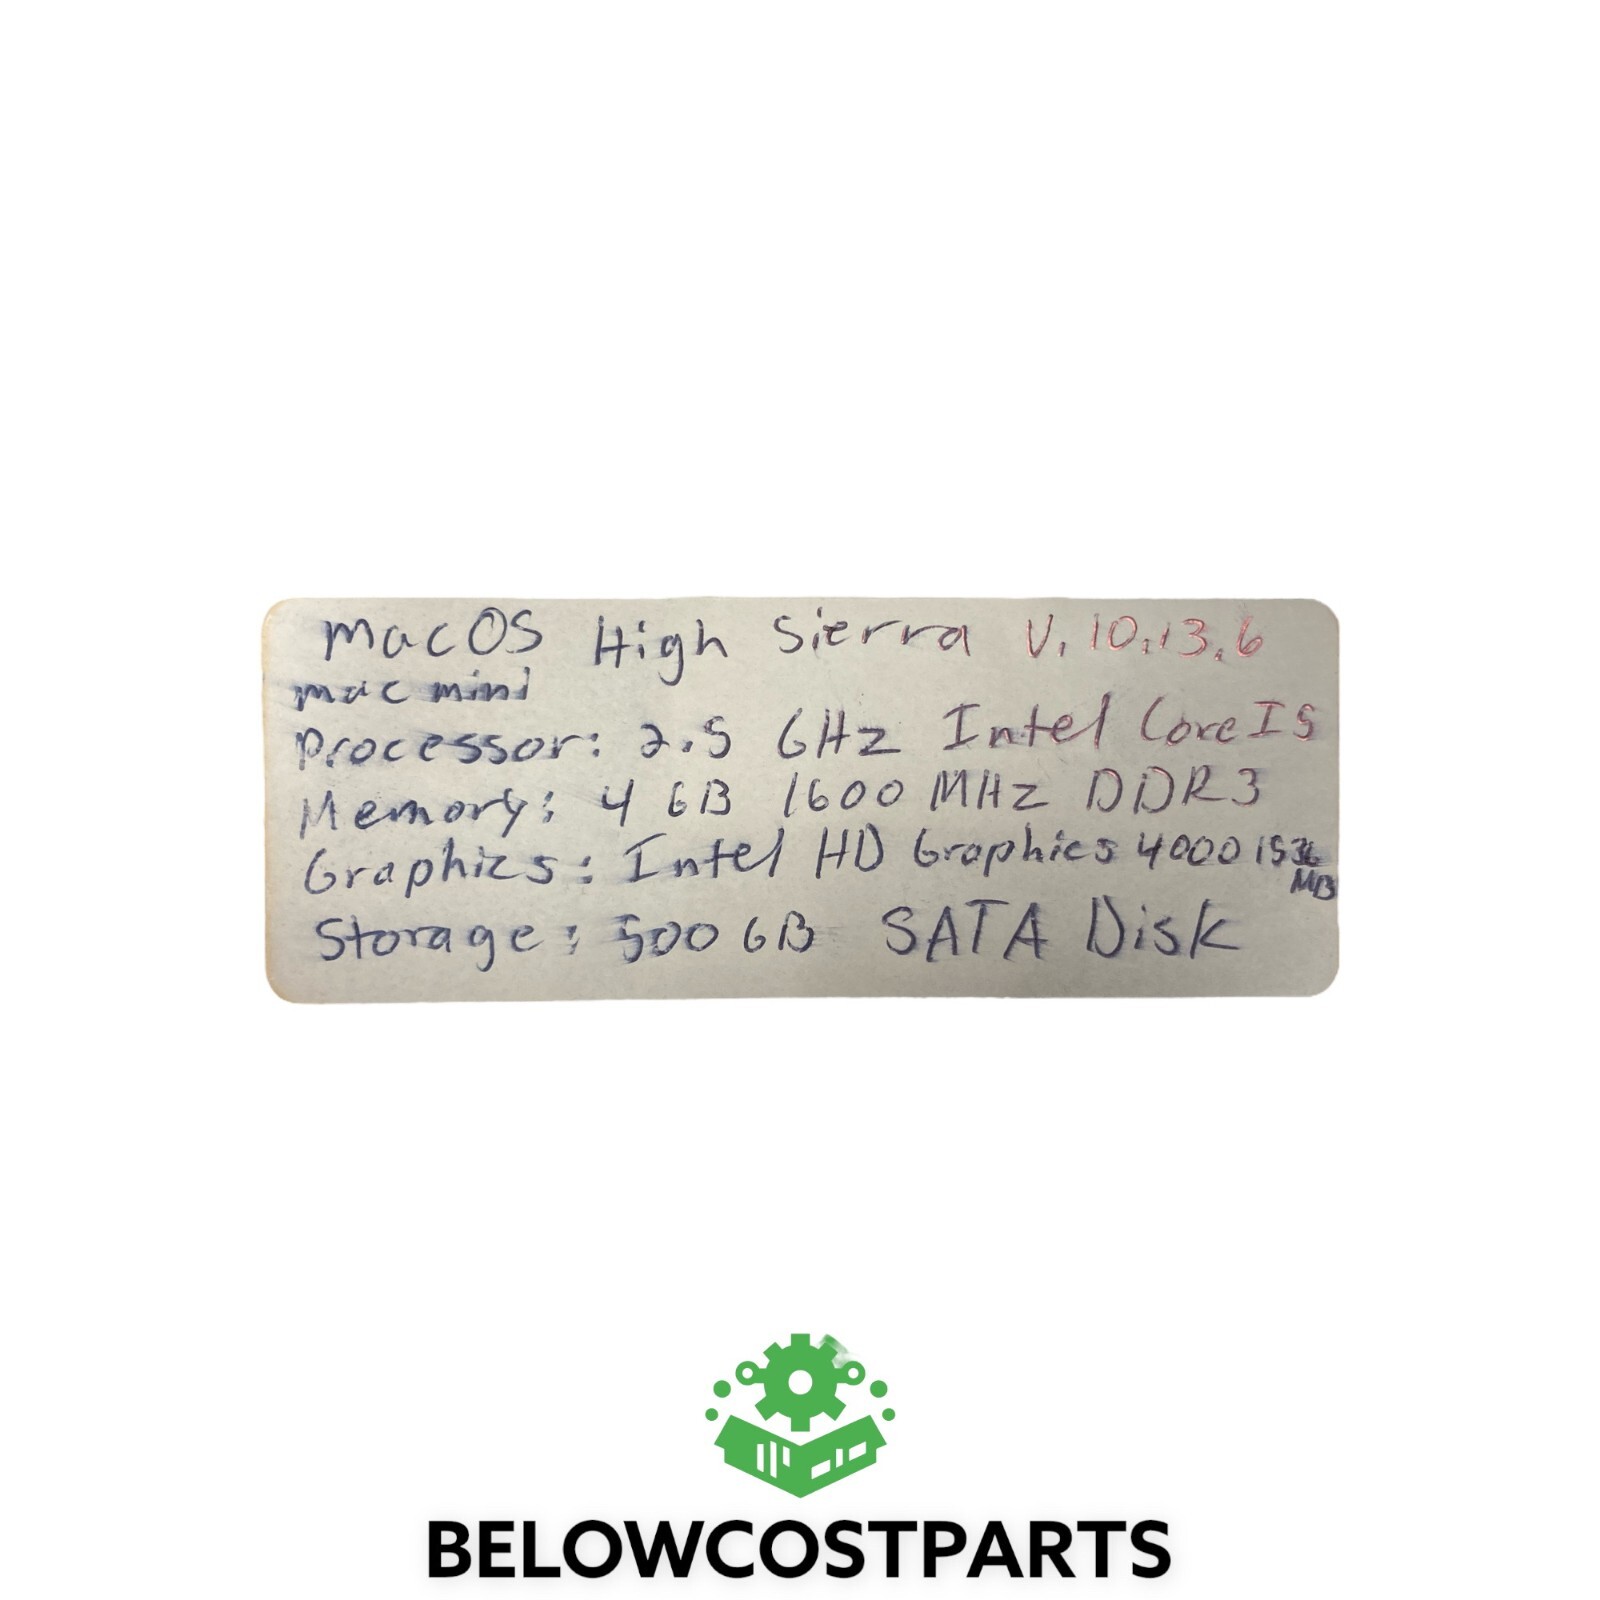 macOS High Sierra V. 10.13.6
mac mini
Processor: 2.5 GHz Intel Core I5
Memory: 4 GB 1600 MHz DDR3
Graphics: Intel HD Graphics 4000 1536
MB
Storage: 500 GB SATA Disk
BELOWCOSTPARTS